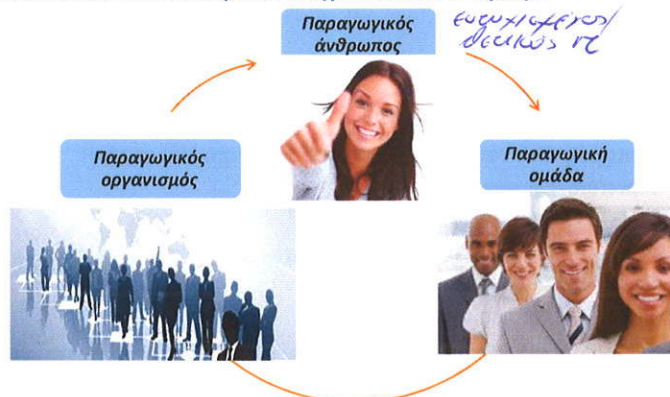 Παραγωγικός
άνθρωπος
ευτυχισμένος/
θετικός
Παραγωγικός
οργανισμός
Παραγωγική
ομάδα